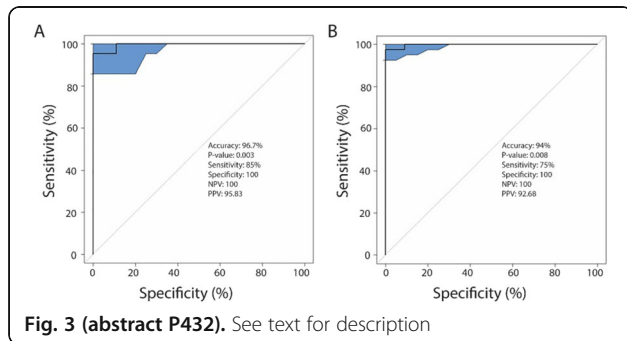 A
100
80
60
40
20
0
Sensitivity (%)
Accuracy: 96.7%
P-value: 0.003
Sensitivity: 85%
Specificity: 100
NPV: 100
PPV: 95.83
0 20 40 60 80 100
Specificity (%)
B
100
80
60
40
20
0
Sensitivity (%)
Accuracy: 94%
P-value: 0.008
Sensitivity: 75%
Specificity: 100
NPV: 100
PPV: 92.68
0 20 40 60 80 100
Specificity (%)
Fig. 3 (abstract P432). See text for description